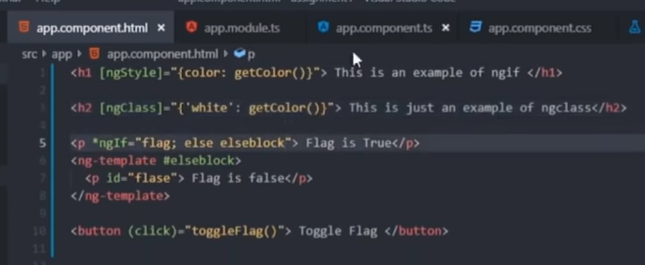 app.component.html × app.module.ts app.component.ts × app.component.css
src › app › app.component.html › p
1 <h1 [ngStyle]="{color: getColor()}"> This is an example of ngif </h1>
2
3 <h2 [ngClass]="{'white': getColor()}"> This is just an example of ngclass</h2>
4
5 <p *ngIf="flag; else elseblock"> Flag is True</p>
6 <ng-template #elseblock>
7 <p id="flase"> Flag is false</p>
8 </ng-template>
9
10 <button (click)="toggleFlag()"> Toggle Flag </button>
11